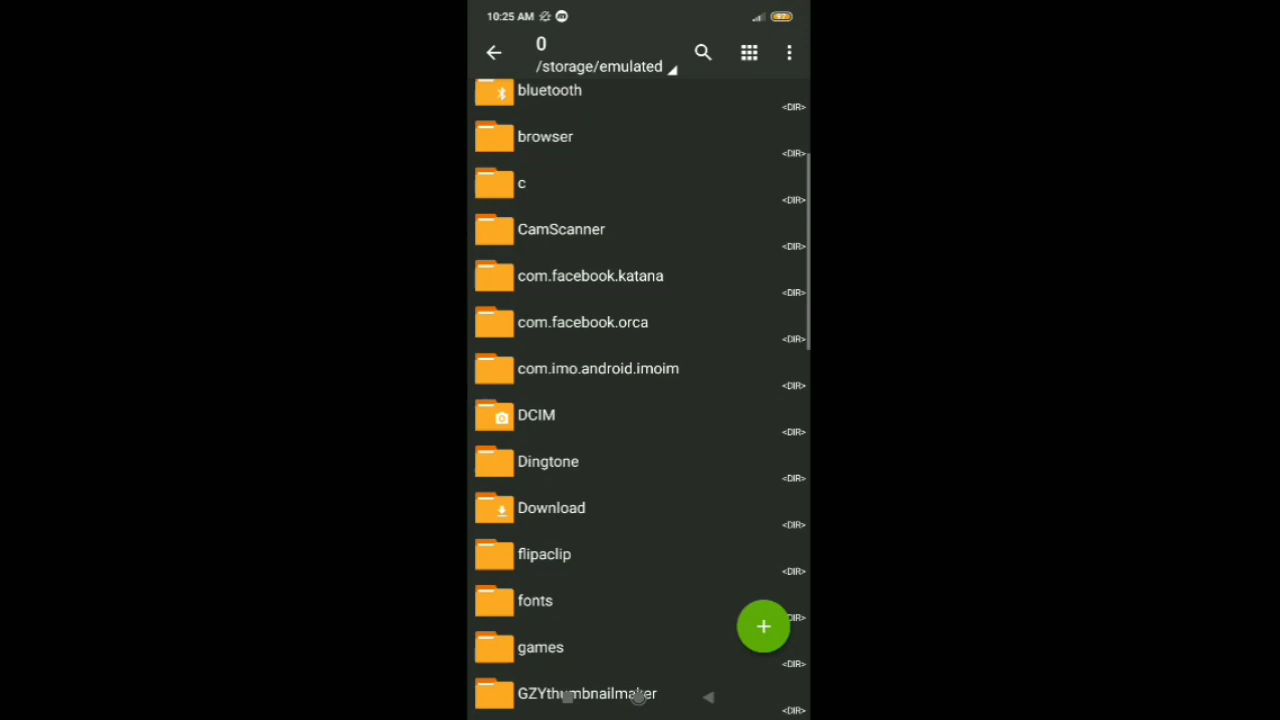 10:25 AM
97
0
/storage/emulated
bluetooth
<DIR>
browser
<DIR>
c
<DIR>
CamScanner
<DIR>
com.facebook.katana
<DIR>
com.facebook.orca
<DIR>
com.imo.android.imoim
<DIR>
DCIM
<DIR>
Dingtone
<DIR>
Download
<DIR>
flipaclip
<DIR>
fonts
DIR>
games
<DIR>
GZYthumbnailmaker
<DIR>